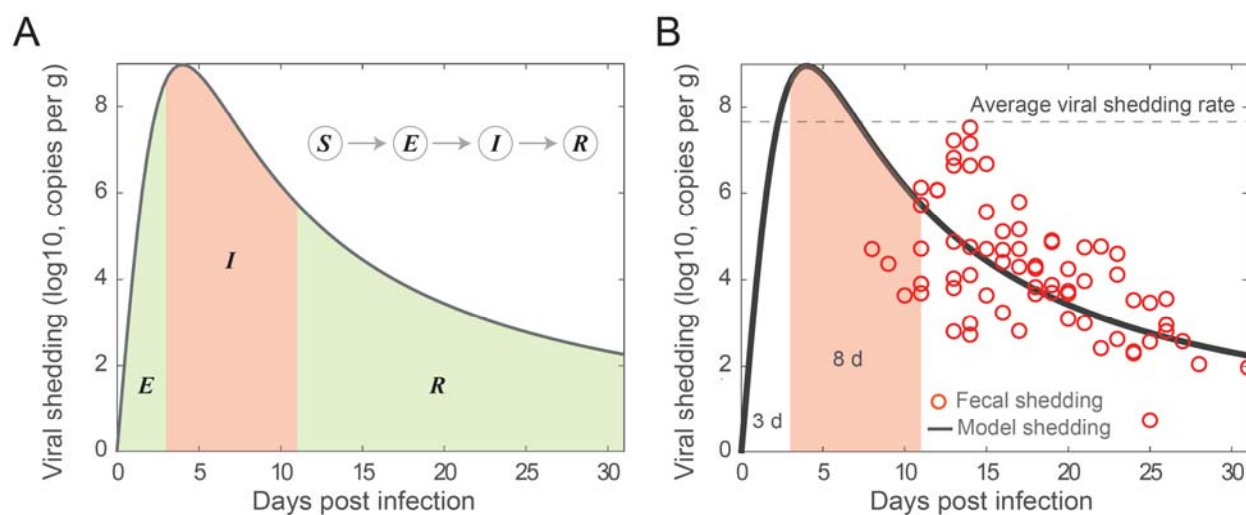 A
Viral shedding (log10, copies per g)
8
6
4
2
0
S E I R
I
E
R
0 5 10 15 20 25 30
Days post infection
B
Viral shedding (log10, copies per g)
8
6
4
2
0
Average viral shedding rate
8 d
3 d
Fecal shedding
Model shedding
0 5 10 15 20 25 30
Days post infection